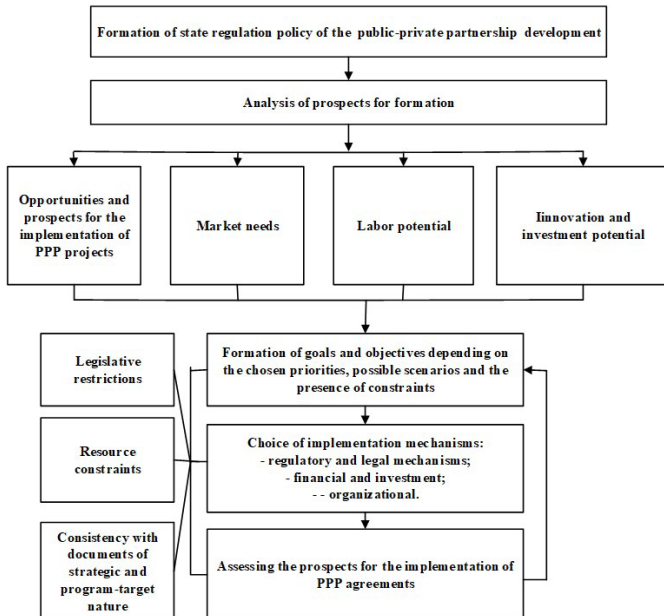 Formation of state regulation policy of the public-private partnership development
Analysis of prospects for formation
Opportunities and
prospects for the
implementation of
PPP projects
Market needs
Labor potential
Iinnovation and
investment potential
Legislative
restrictions
Formation of goals and objectives depending on
the chosen priorities, possible scenarios and the
presence of constraints
Resource
constraints
Choice of implementation mechanisms:
- regulatory and legal mechanisms;
- financial and investment;
- - organizational.
Consistency with
documents of
strategic and
program-target
nature
Assessing the prospects for the implementation of
PPP agreements